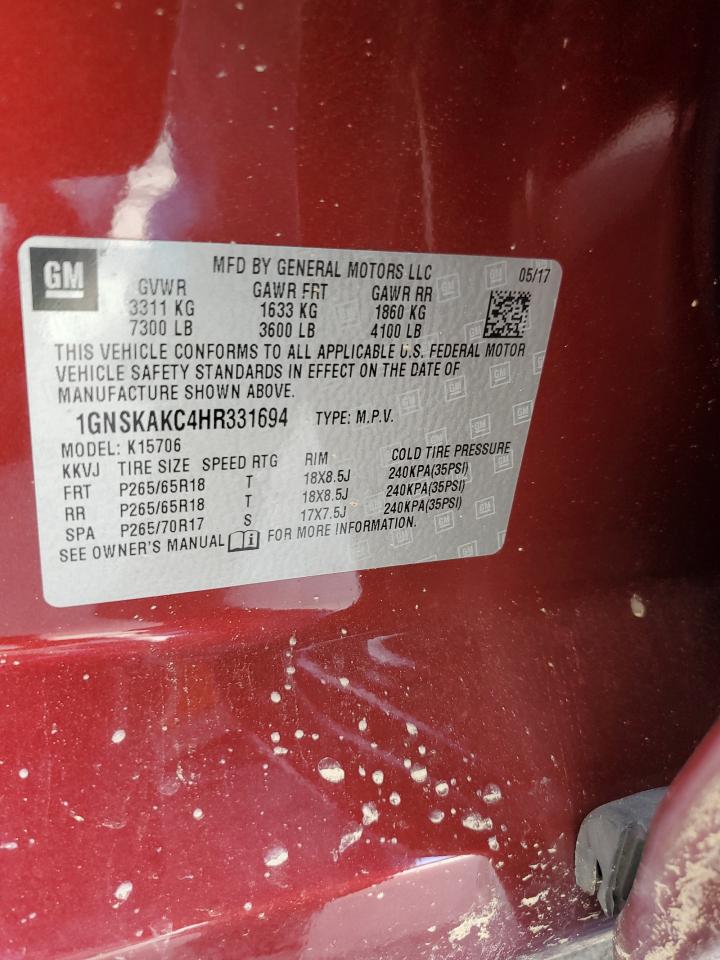 GM
MFD BY GENERAL MOTORS LLC 05/17
GVWR GAWR FRT GAWR RR
3311 KG 1633 KG 1860 KG
7300 LB 3600 LB 4100 LB
THIS VEHICLE CONFORMS TO ALL APPLICABLE U.S. FEDERAL MOTOR
VEHICLE SAFETY STANDARDS IN EFFECT ON THE DATE OF
MANUFACTURE SHOWN ABOVE.
1GNSKAKC4HR331694 TYPE: M.P.V.
MODEL: K15706
KKVJ TIRE SIZE SPEED RTG RIM COLD TIRE PRESSURE
FRT P265/65R18 T 18X8.5J 240KPA(35PSI)
RR P265/65R18 T 18X8.5J 240KPA(35PSI)
SPA P265/70R17 S 17X7.5J 240KPA(35PSI)
SEE OWNER'S MANUAL i FOR MORE INFORMATION.